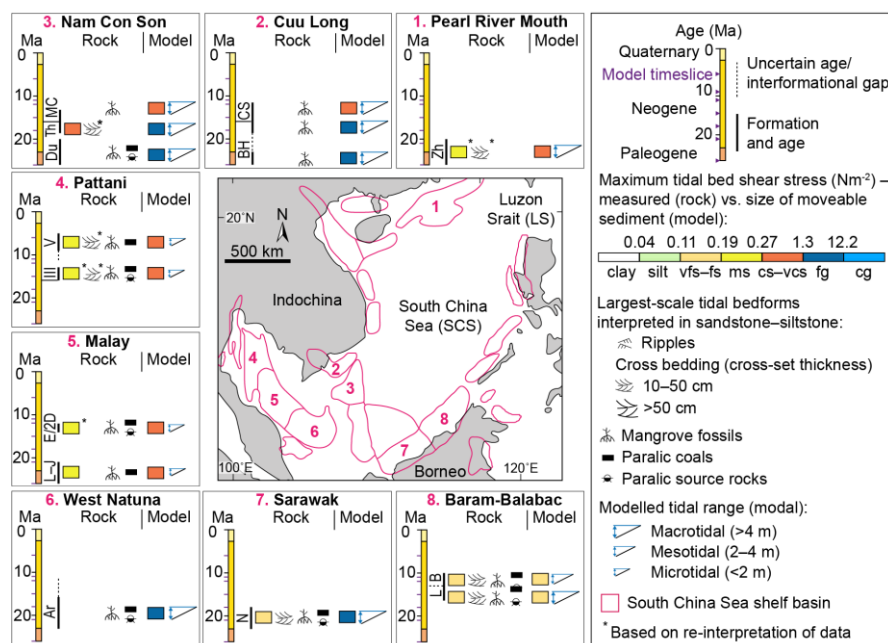 3. Nam Con Son
Ma Rock Model
0
10
20
Du Th MC
*
2. Cuu Long
Ma Rock Model
0
10
20
BH CS
1. Pearl River Mouth
Ma Rock Model
0
10
20
Zh
* *
4. Pattani
Ma Rock Model
0
10
20
III V
*
* *
5. Malay
Ma Rock Model
0
10
20
L–J E/2D
*
6. West Natuna
Ma Rock Model
0
10
20
Ar
7. Sarawak
Ma Rock Model
0
10
20
N
8. Baram-Balabac
Ma Rock Model
0
10
20
L B
20˚N
N
500 km
Indochina
Luzon
Srait (LS)
South China
Sea (SCS)
1
2
3
4
5
6
7
8
100˚E
Borneo
120˚E
Age (Ma)
Quaternary
Model timeslice
Neogene
Paleogene
0
10
20
Uncertain age/
interformational gap
Formation
and age
Maximum tidal bed shear stress (Nm-2) –
measured (rock) vs. size of moveable
sediment (model):
0.04 0.11 0.19 0.27 1.3 12.2
clay silt vfs–fs ms cs–vcs fg cg
Largest-scale tidal bedforms
interpreted in sandstone–siltstone:
Ripples
Cross bedding (cross-set thickness)
10–50 cm
>50 cm
Mangrove fossils
Paralic coals
Paralic source rocks
Modelled tidal range (modal):
Macrotidal (>4 m)
Mesotidal (2–4 m)
Microtidal (<2 m)
South China Sea shelf basin
*Based on re-interpretation of data